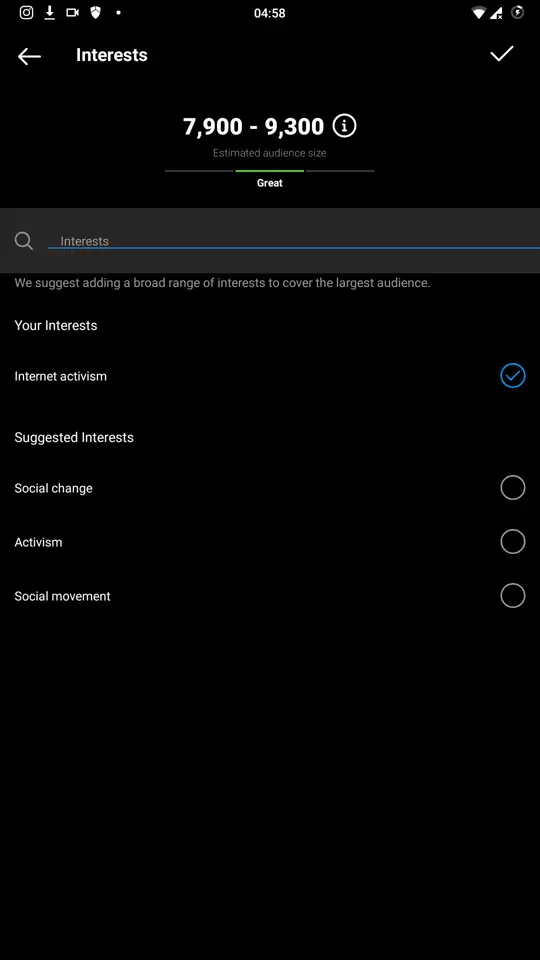 04:58
Interests
7,900 - 9,300
Estimated audience size
Great
Interests
We suggest adding a broad range of interests to cover the largest audience.
Your Interests
Internet activism
Suggested Interests
Social change
Activism
Social movement